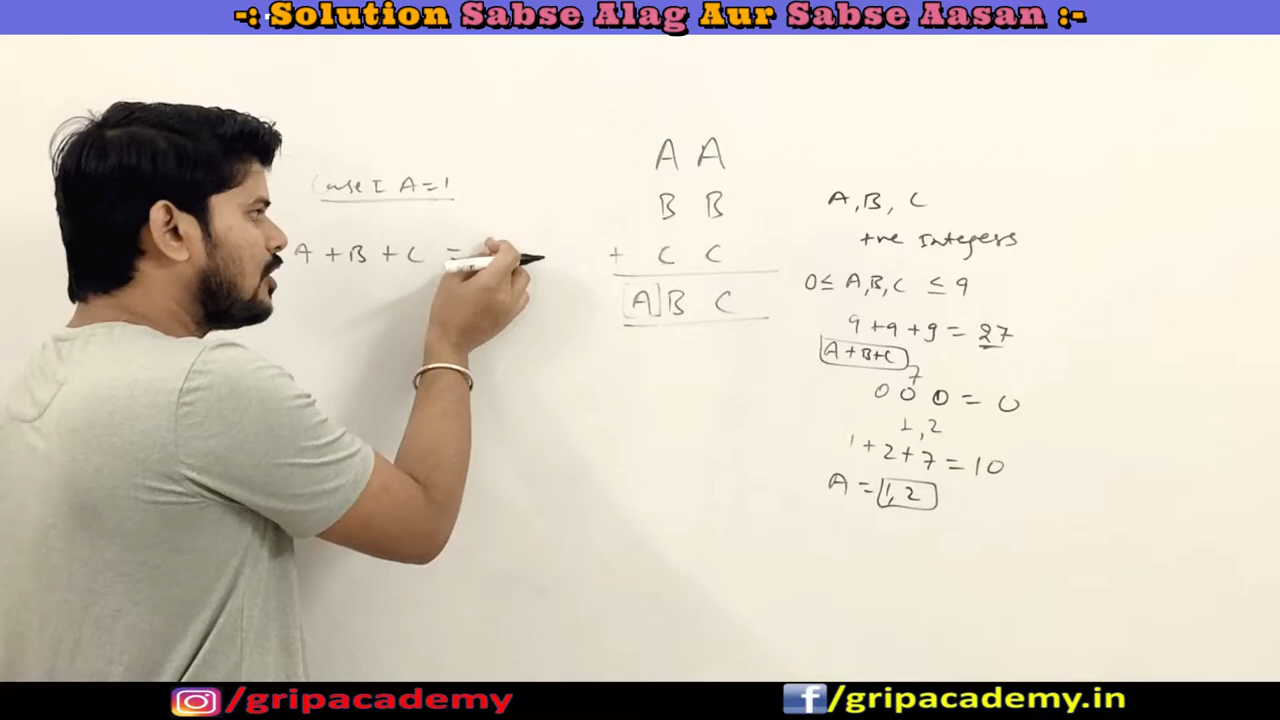 -: Solution Sabse Alag Aur Sabse Aasan :-
Case I A=1
A + B + C =
A A
B B
+ C C
A B C
A, B, C
+ve Integers
0 ≤ A,B,C ≤ 9
9 + 9 + 9 = 27
A + B + C
7
0 0 0 = 0
1, 2
1 + 2 + 7 = 10
A = 1, 2
/gripacademy
/gripacademy.in